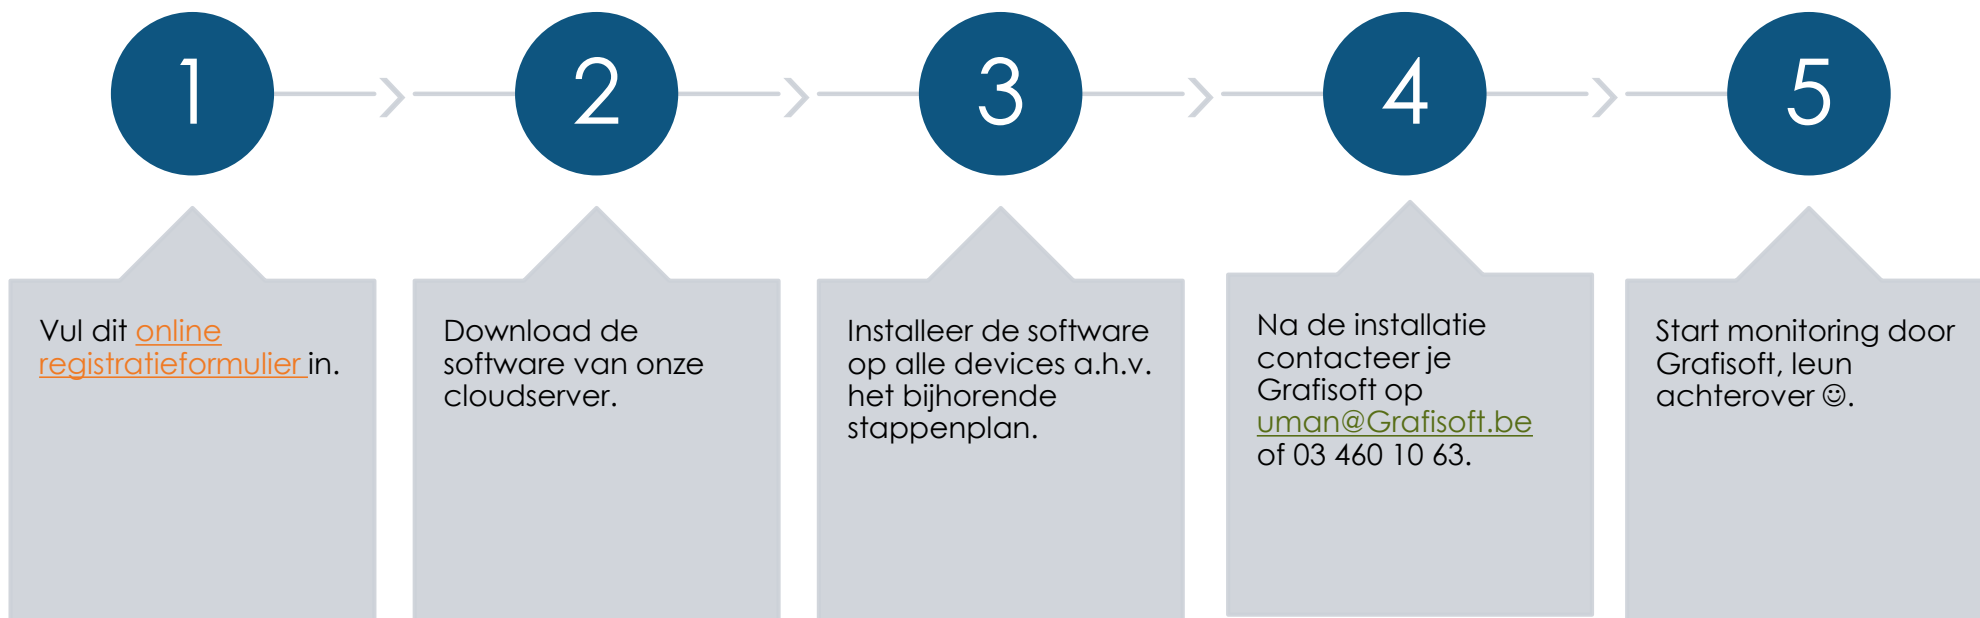 1
2
3
4
5
Vul dit online
registratieformulier in.
Download de
software van onze
cloudserver.
Installeer de software
op alle devices a.h.v.
het bijhorende
stappenplan.
Na de installatie
contacteer je
Grafisoft op
uman@Grafisoft.be
of 03 460 10 63.
Start monitoring door
Grafisoft, leun
achterover ☺.